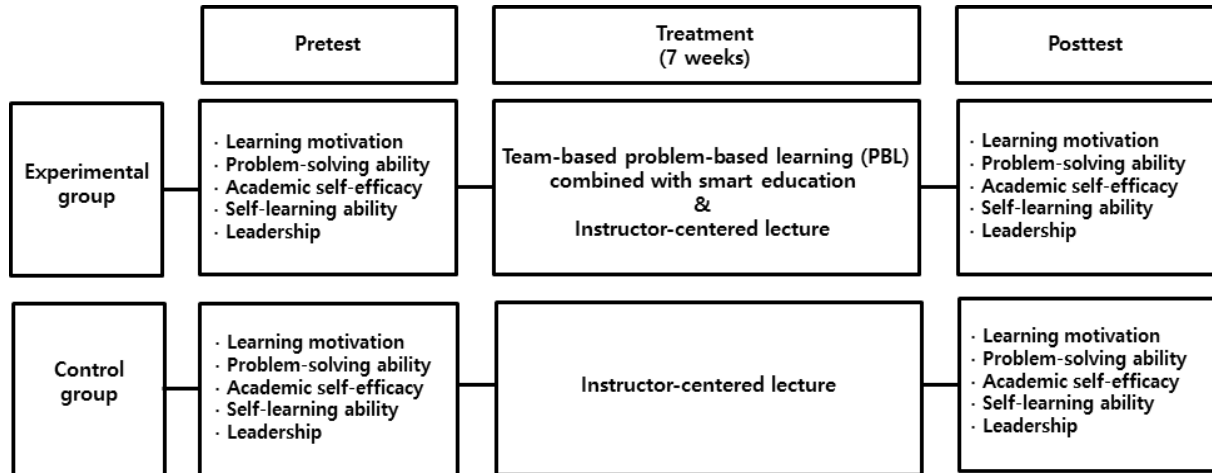 Pretest
Treatment
(7 weeks)
Posttest
Experimental
group
· Learning motivation
· Problem-solving ability
· Academic self-efficacy
· Self-learning ability
· Leadership
Team-based problem-based learning (PBL)
combined with smart education
&
Instructor-centered lecture
· Learning motivation
· Problem-solving ability
· Academic self-efficacy
· Self-learning ability
· Leadership
Control
group
· Learning motivation
· Problem-solving ability
· Academic self-efficacy
· Self-learning ability
· Leadership
Instructor-centered lecture
· Learning motivation
· Problem-solving ability
· Academic self-efficacy
· Self-learning ability
· Leadership